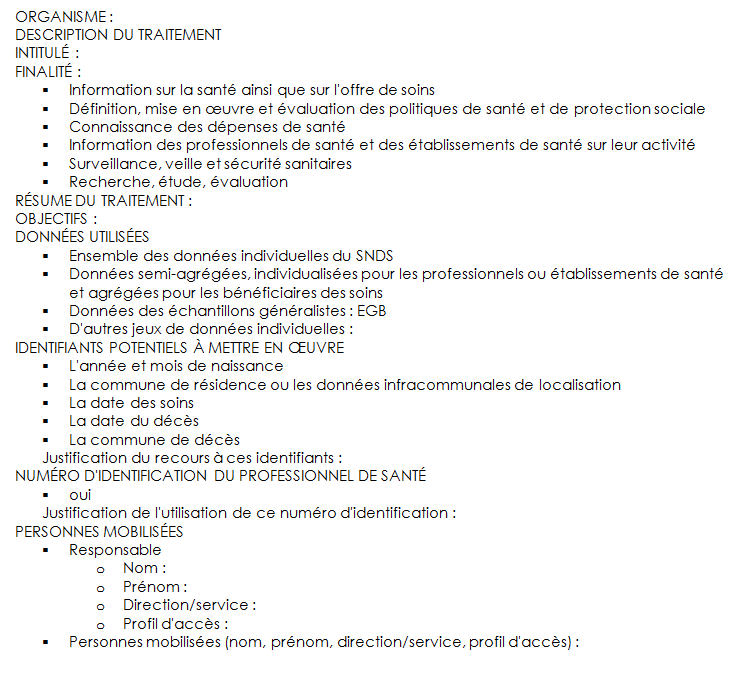 ORGANISME :
DESCRIPTION DU TRAITEMENT
INTITULÉ :
FINALITÉ :
▪ Information sur la santé ainsi que sur l'offre de soins
▪ Définition, mise en œuvre et évaluation des politiques de santé et de protection sociale
▪ Connaissance des dépenses de santé
▪ Information des professionnels de santé et des établissements de santé sur leur activité
▪ Surveillance, veille et sécurité sanitaires
▪ Recherche, étude, évaluation
RÉSUME DU TRAITEMENT :
OBJECTIFS :
DONNÉES UTILISÉES
▪ Ensemble des données individuelles du SNDS
▪ Données semi-agrégées, individualisées pour les professionnels ou établissements de santé
et agrégées pour les bénéficiaires des soins
▪ Données des échantillons généralistes : EGB
▪ D'autres jeux de données individuelles :
IDENTIFIANTS POTENTIELS À METTRE EN ŒUVRE
▪ L'année et mois de naissance
▪ La commune de résidence ou les données infracommunales de localisation
▪ La date des soins
▪ La date du décès
▪ La commune de décès
Justification du recours à ces identifiants :
NUMÉRO D'IDENTIFICATION DU PROFESSIONNEL DE SANTÉ
▪ oui
Justification de l'utilisation de ce numéro d'identification :
PERSONNES MOBILISÉES
▪ Responsable
o Nom :
o Prénom :
o Direction/service :
o Profil d'accès :
▪ Personnes mobilisées (nom, prénom, direction/service, profil d'accès) :